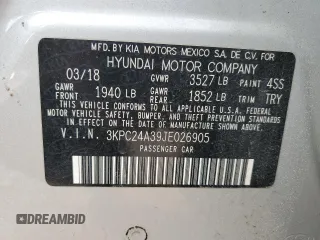 MFD. BY KIA MOTORS MEXICO S.A. DE C.V. FOR
HYUNDAI MOTOR COMPANY
03/18 GVWR 3527 LB PAINT 4SS
GAWR FRONT 1940 LB GAWR REAR 1852 LB TRIM TRY
THIS VEHICLE CONFORMS TO ALL APPLICABLE U.S.A. FEDERAL
MOTOR VEHICLE SAFETY, BUMPER, AND THEFT PREVENTION
STANDARDS IN EFFECT ON THE DATE OF MANUFACTURE SHOWN ABOVE.
V.I.N. 3KPC24A39JE026905
PASSENGER CAR
DREAMBID